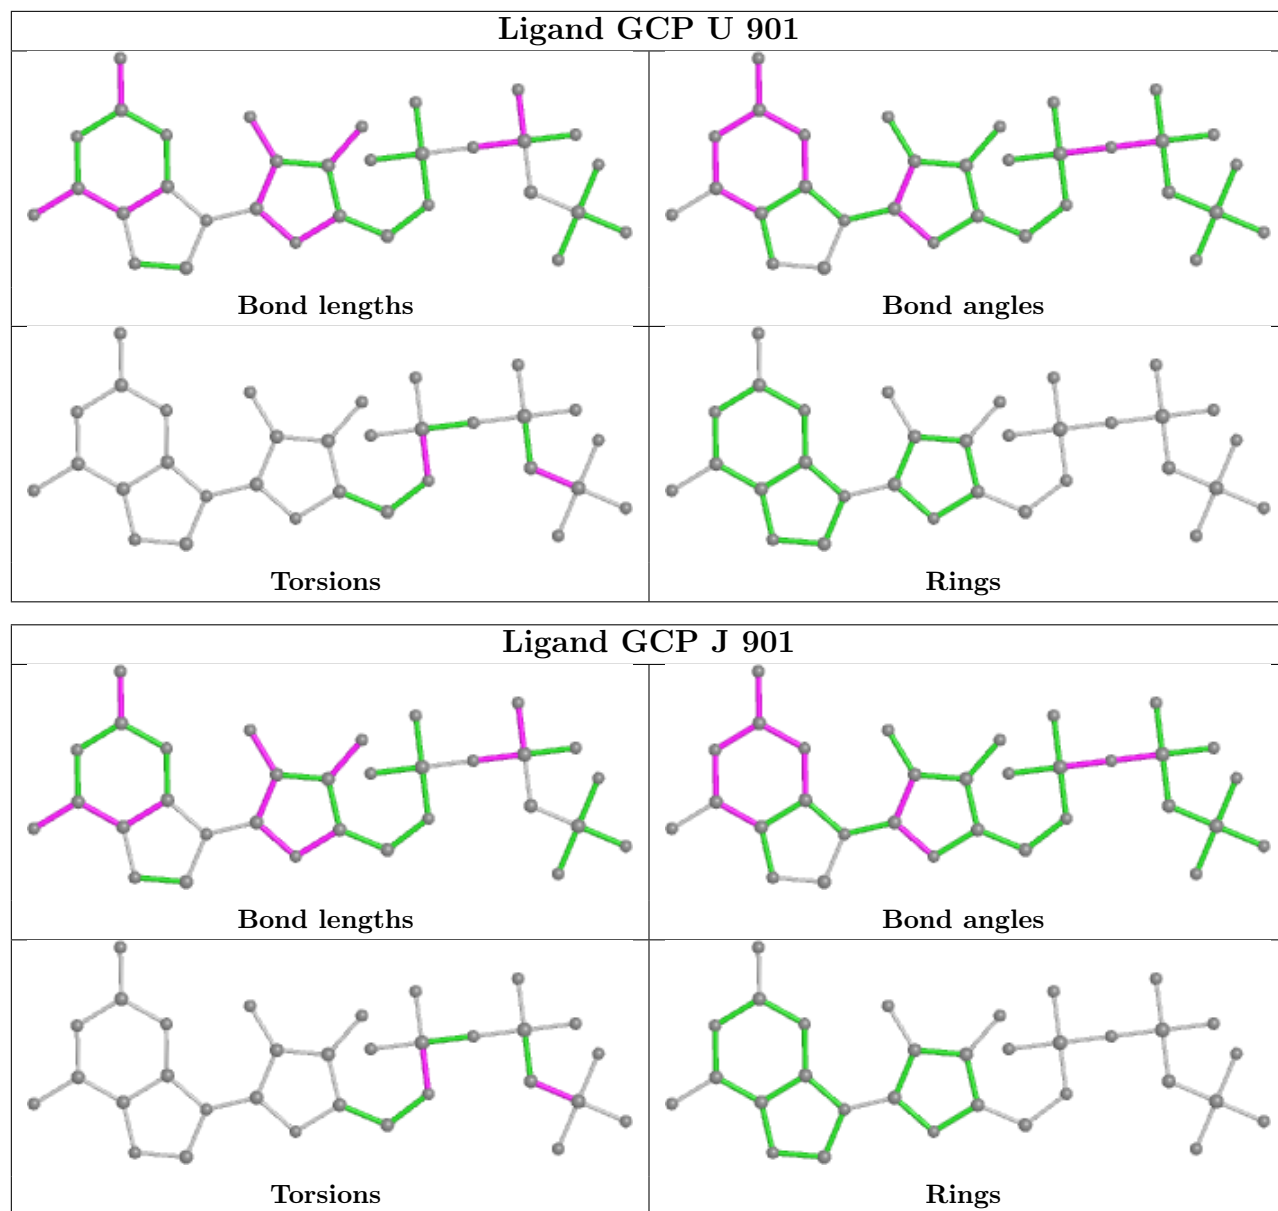 Ligand GCP U 901
Bond lengths
Bond angles
Torsions
Rings
Ligand GCP J 901
Bond lengths
Bond angles
Torsions
Rings